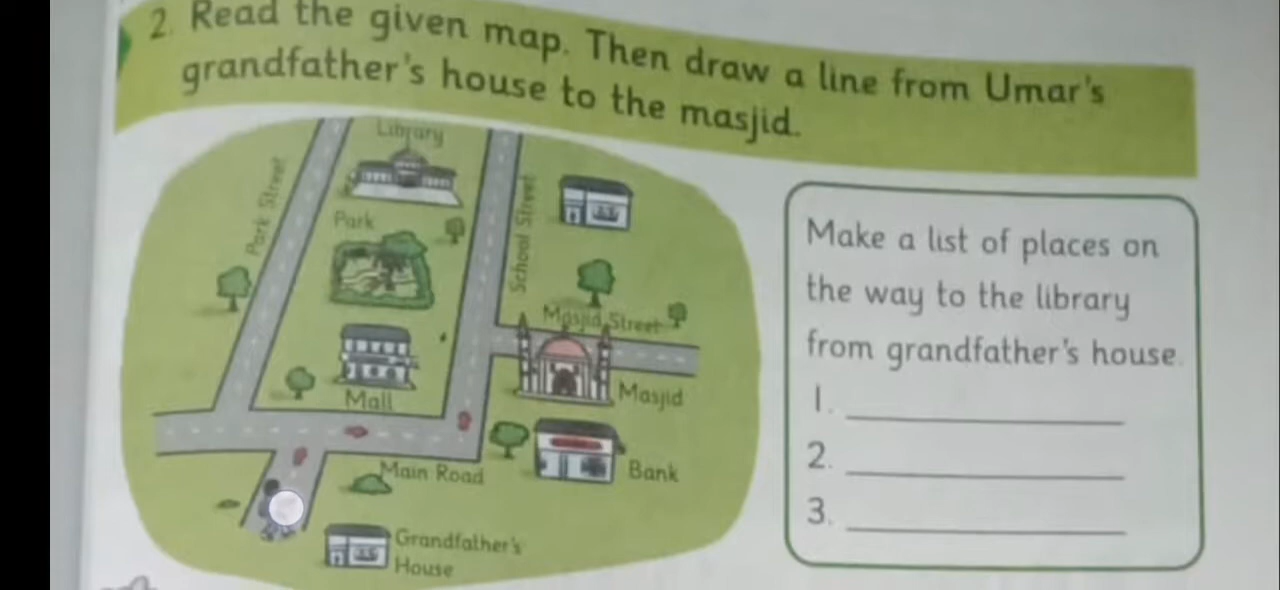 2. Read the given map. Then draw a line from Umar's
grandfather's house to the masjid.
Library
Park Street
Park
School Street
Masjid Street
Mall
Masjid
Main Road
Bank
Grandfather's
House
Make a list of places on
the way to the library
from grandfather's house.
1.
2.
3.